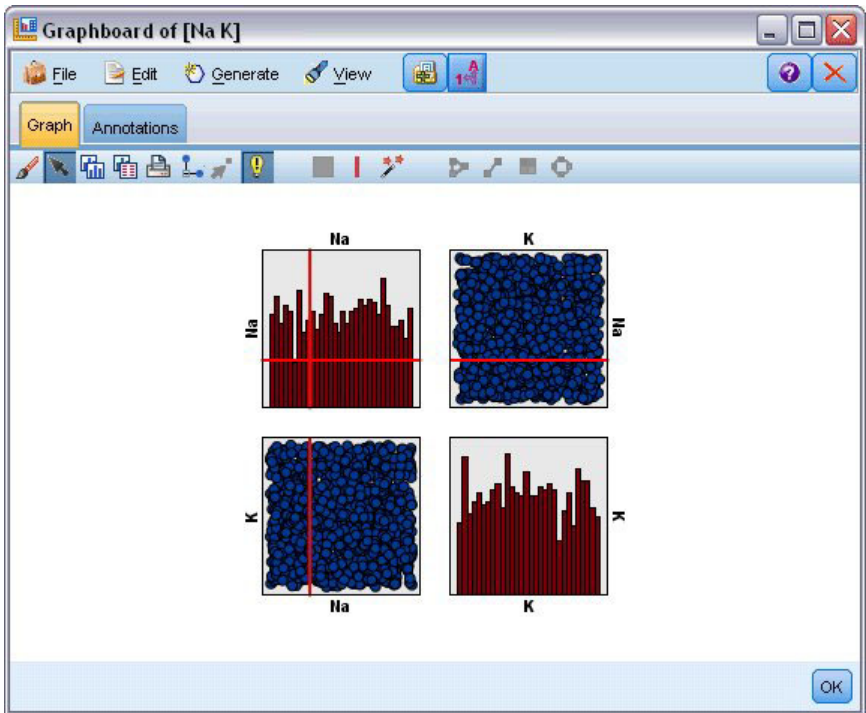 Graphboard of [Na K]
File Edit Generate View
Graph Annotations
Na K
Na Na
K K
Na K
OK